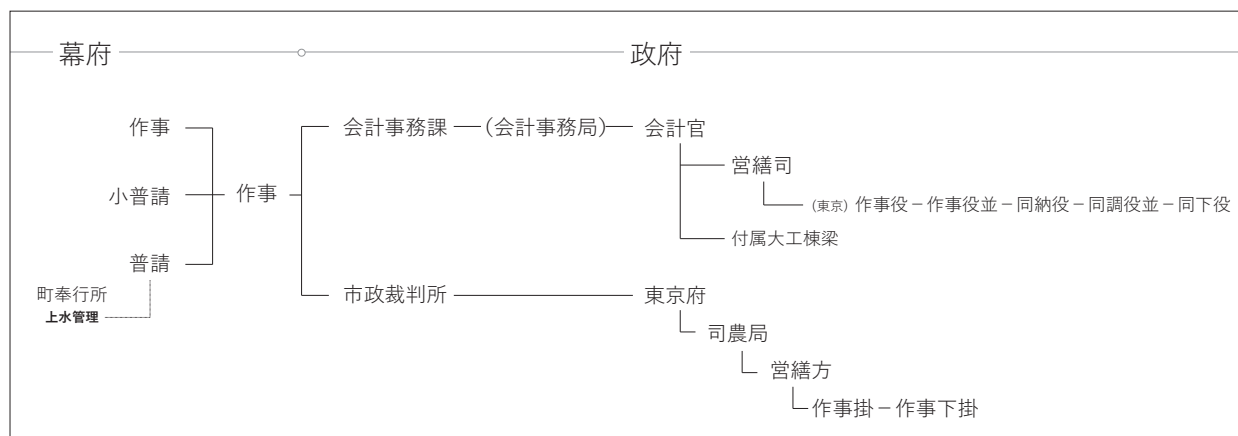 幕府
政府
作事
小普請
普請
町奉行所
上水管理
作事
会計事務課
(会計事務局)
会計官
営繕司
(東京) 作事役－作事役並－同納役－同調役並－同下役
付属大工棟梁
市政裁判所
東京府
司農局
営繕方
作事掛－作事下掛